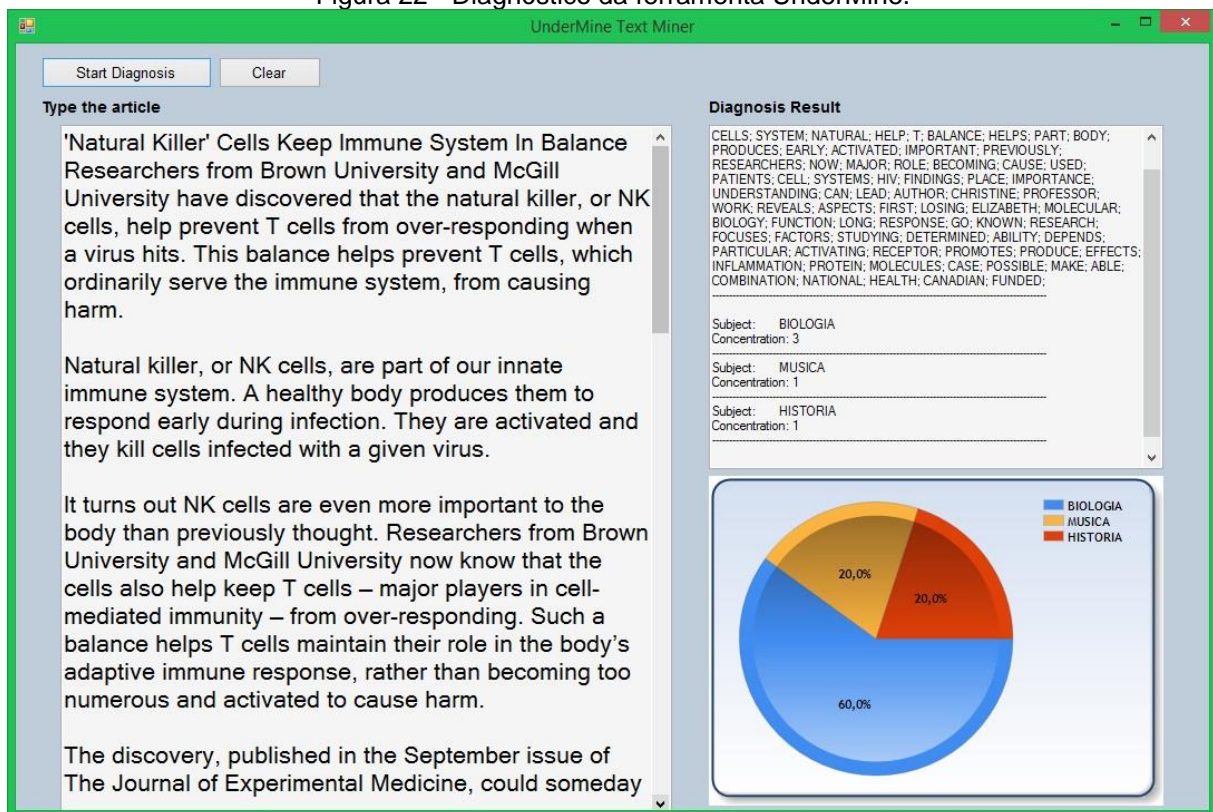 Figura 22 - Diagnóstico da ferramenta UnderMine.
UnderMine Text Miner
Start Diagnosis
Clear
Type the article
'Natural Killer' Cells Keep Immune System In Balance
Researchers from Brown University and McGill
University have discovered that the natural killer, or NK
cells, help prevent T cells from over-responding when
a virus hits. This balance helps prevent T cells, which
ordinarily serve the immune system, from causing
harm.
Natural killer, or NK cells, are part of our innate
immune system. A healthy body produces them to
respond early during infection. They are activated and
they kill cells infected with a given virus.
It turns out NK cells are even more important to the
body than previously thought. Researchers from Brown
University and McGill University now know that the
cells also help keep T cells – major players in cell-
mediated immunity – from over-responding. Such a
balance helps T cells maintain their role in the body's
adaptive immune response, rather than becoming too
numerous and activated to cause harm.
The discovery, published in the September issue of
The Journal of Experimental Medicine, could someday
Diagnosis Result
CELLS; SYSTEM; NATURAL; HELP; T; BALANCE; HELPS; PART; BODY;
PRODUCES; EARLY; ACTIVATED; IMPORTANT; PREVIOUSLY;
RESEARCHERS; NOW; MAJOR; ROLE; BECOMING; CAUSE; USED;
PATIENTS; CELL; SYSTEMS; HIV; FINDINGS; PLACE; IMPORTANCE;
UNDERSTANDING; CAN; LEAD; AUTHOR; CHRISTINE; PROFESSOR;
WORK; REVEALS; ASPECTS; FIRST; LOSING; ELIZABETH; MOLECULAR;
BIOLOGY; FUNCTION; LONG; RESPONSE; GO; KNOWN; RESEARCH;
FOCUSES; FACTORS; STUDYING; DETERMINED; ABILITY; DEPENDS;
PARTICULAR; ACTIVATING; RECEPTOR; PROMOTES; PRODUCE; EFFECTS;
INFLAMMATION; PROTEIN; MOLECULES; CASE; POSSIBLE; MAKE; ABLE;
COMBINATION; NATIONAL; HEALTH; CANADIAN; FUNDED;
Subject: BIOLOGIA
Concentration: 3
Subject: MUSICA
Concentration: 1
Subject: HISTORIA
Concentration: 1
BIOLOGIA
MUSICA
HISTORIA
20,0%
20,0%
60,0%